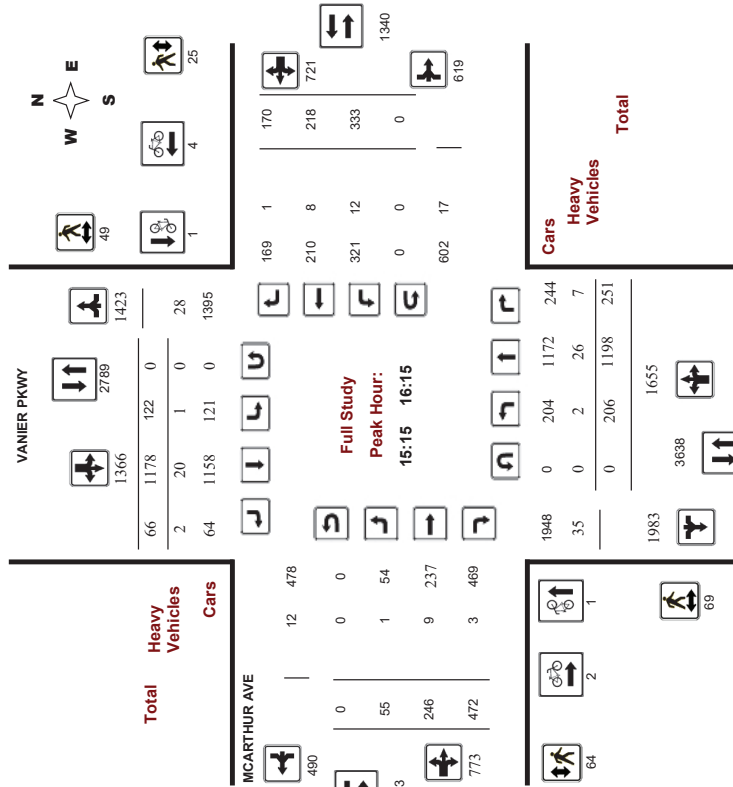 N
W E
S
49
25
1
4
VANIER PKWY
1366
2789
1423
66 1178 122 0
2 20 1 0 28
64 1158 121 0 1395
Total
Heavy
Vehicles
Cars
MCARTHUR AVE
490
12 478
0 0 0
55 1 54
246 9 237
472 3 469
773
3
Full Study
Peak Hour:
15:15 16:15
169 1 170
210 8 218
321 12 333
0 0 0
602 17
721
1340
619
1948 0 204 1172 244
35 0 2 26 7
0 206 1198 251
1983
3638
1655
Cars
Heavy
Vehicles
Total
64
2
1
69